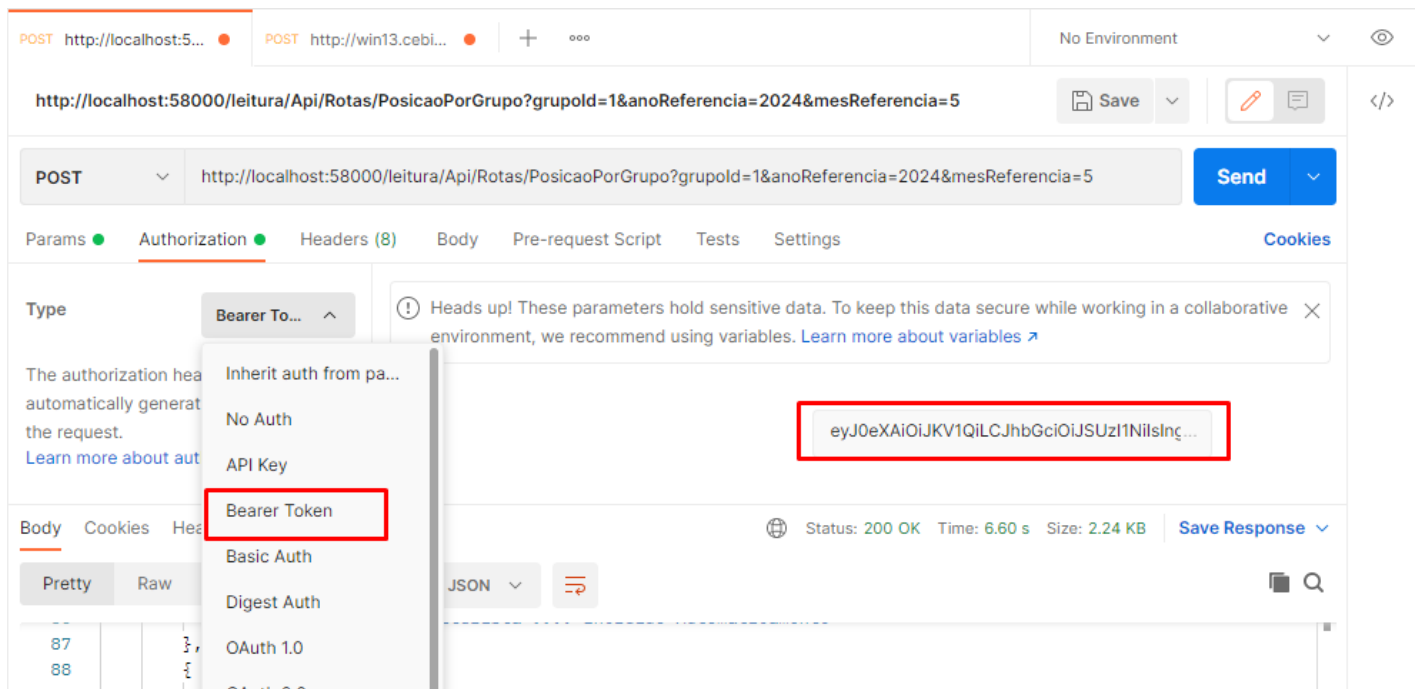 POST http://localhost:5...
POST http://win13.cebi...
No Environment
http://localhost:58000/leitura/Api/Rotas/PosicaoPorGrupo?grupoId=1&anoReferencia=2024&mesReferencia=5
Save
POST
http://localhost:58000/leitura/Api/Rotas/PosicaoPorGrupo?grupoId=1&anoReferencia=2024&mesReferencia=5
Send
Params
Authorization
Headers (8)
Body
Pre-request Script
Tests
Settings
Cookies
Type
Bearer To...
Heads up! These parameters hold sensitive data. To keep this data secure while working in a collaborative
environment, we recommend using variables. Learn more about variables
The authorization hea
automatically generat
the request.
Learn more about aut
Inherit auth from pa...
No Auth
API Key
Bearer Token
Basic Auth
Digest Auth
OAuth 1.0
eyJ0eXAiOiJKV1QiLCJhbGciOiJSUzI1NiIsIng...
Body
Cookies
Hea
Status: 200 OK Time: 6.60 s Size: 2.24 KB
Save Response
Pretty
Raw
JSON
87 },
88 {